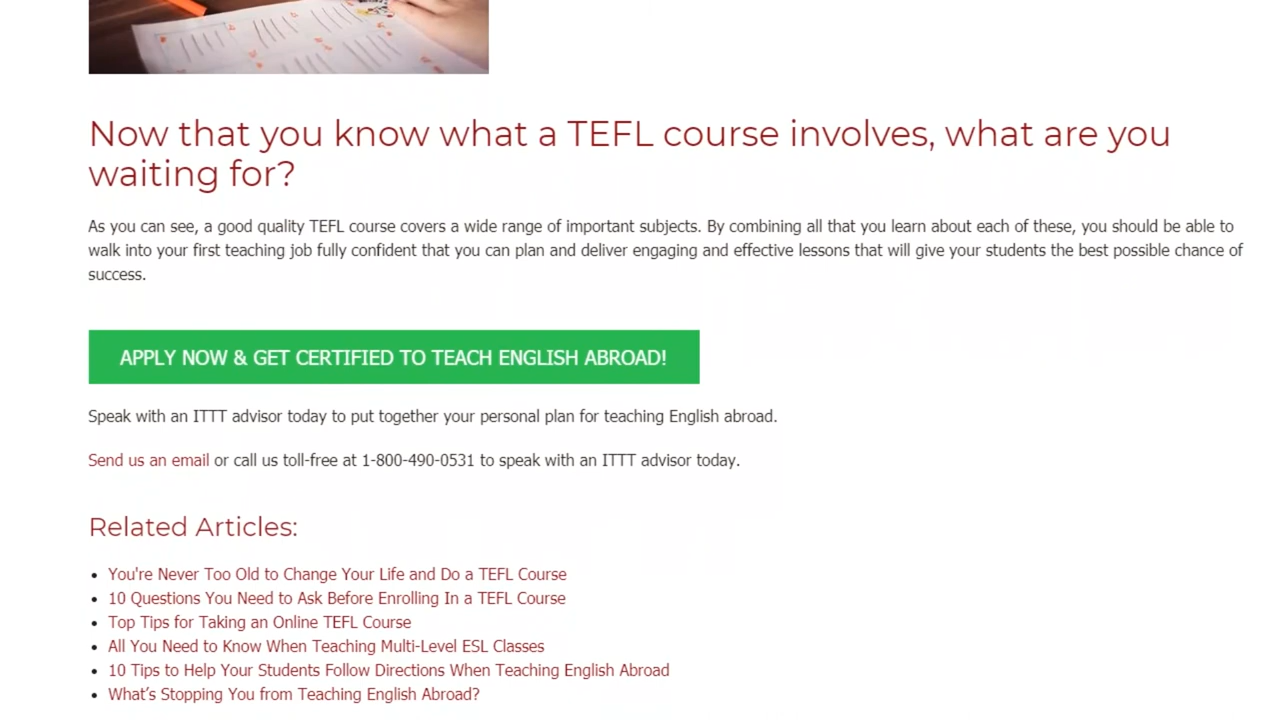 Now that you know what a TEFL course involves, what are you
waiting for?
As you can see, a good quality TEFL course covers a wide range of important subjects. By combining all that you learn about each of these, you should be able to
walk into your first teaching job fully confident that you can plan and deliver engaging and effective lessons that will give your students the best possible chance of
success.
APPLY NOW & GET CERTIFIED TO TEACH ENGLISH ABROAD!
Speak with an ITTT advisor today to put together your personal plan for teaching English abroad.
Send us an email or call us toll-free at 1-800-490-0531 to speak with an ITTT advisor today.
Related Articles:
• You're Never Too Old to Change Your Life and Do a TEFL Course
• 10 Questions You Need to Ask Before Enrolling In a TEFL Course
• Top Tips for Taking an Online TEFL Course
• All You Need to Know When Teaching Multi-Level ESL Classes
• 10 Tips to Help Your Students Follow Directions When Teaching English Abroad
• What’s Stopping You from Teaching English Abroad?